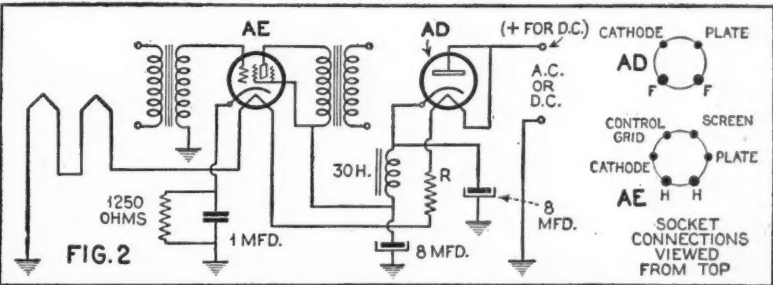 AE
AD
(+ FOR D.C.)
A.C.
OR
D.C.
30H.
R
8
MFD.
1250
OHMS
1 MFD.
8 MFD.
FIG. 2
CATHODE
PLATE
AD
F
F
CONTROL
GRID
SCREEN
CATHODE
PLATE
AE
H
H
SOCKET
CONNECTIONS
VIEWED
FROM TOP